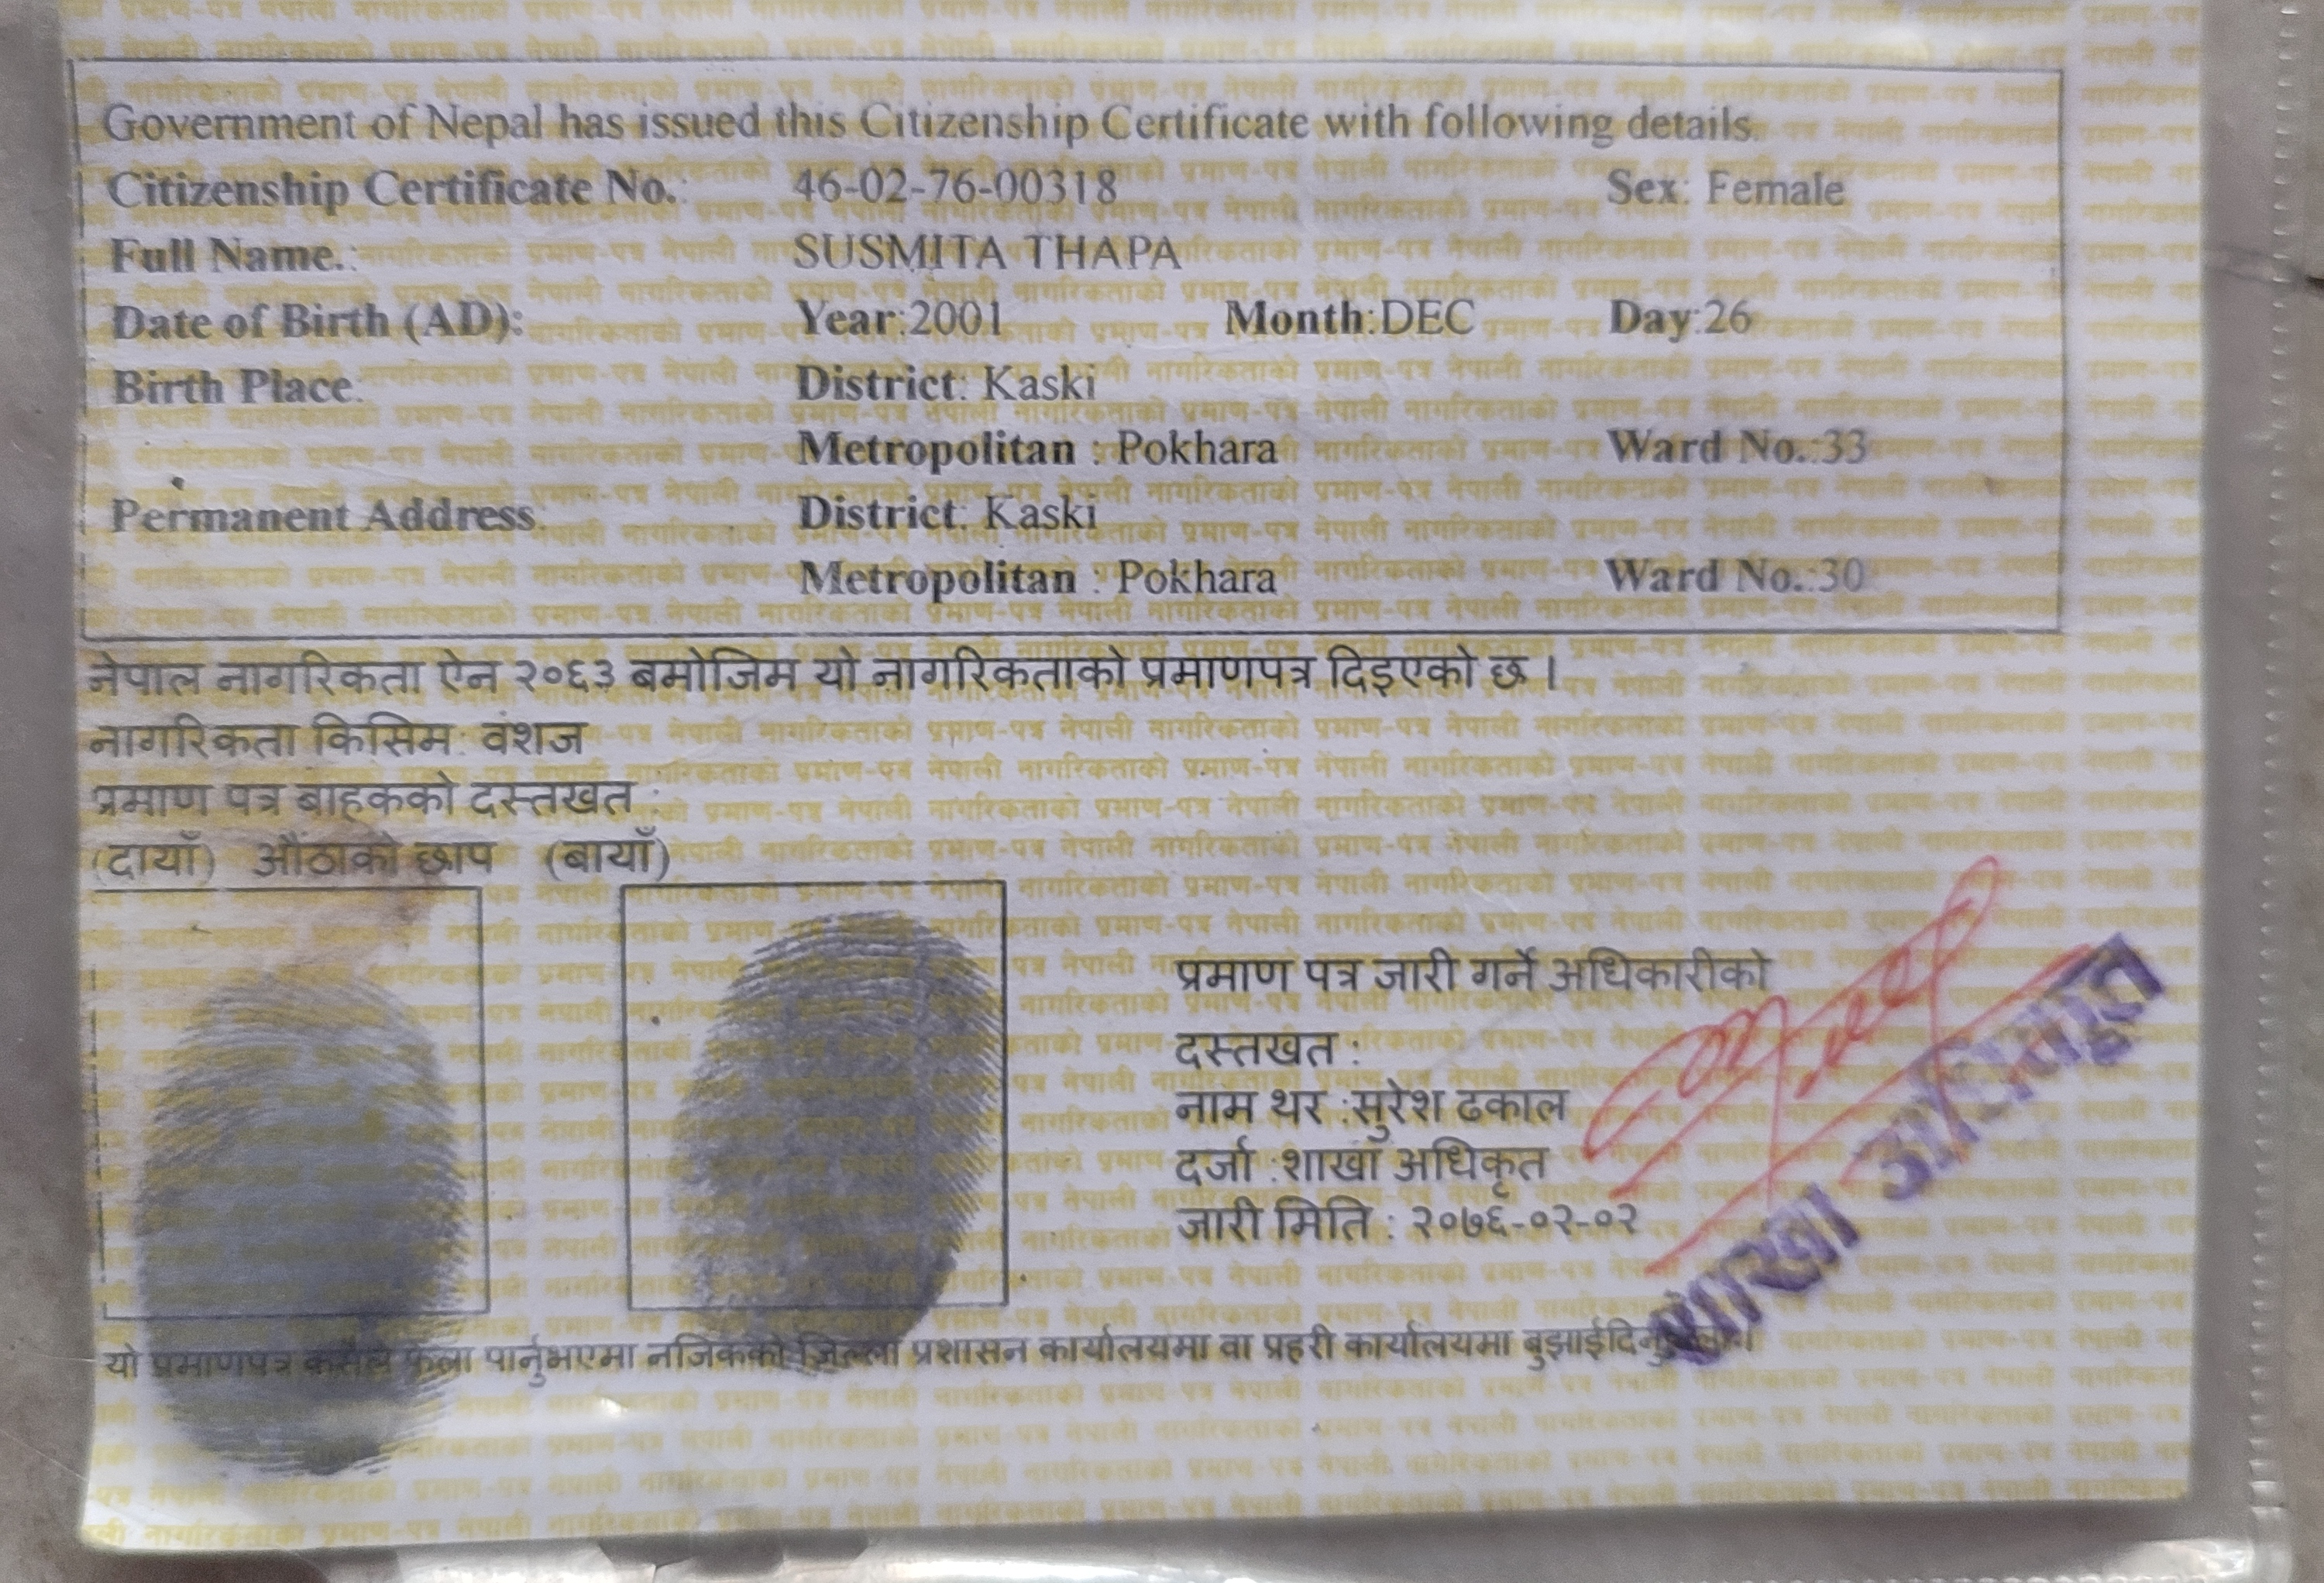 Government of Nepal has issued this Citizenship Certificate with following details.
Citizenship Certificate No.: 46-02-76-00318 Sex: Female
Full Name.: SUSMITA THAPA
Date of Birth (AD): Year:2001 Month:DEC Day:26
Birth Place: District: Kaski
Metropolitan : Pokhara Ward No.:33
Permanent Address: District: Kaski
Metropolitan : Pokhara Ward No.:30
नेपाल नागरिकता ऐन २०६३ बमोजिम यो नागरिकताको प्रमाणपत्र दिइएको छ ।
नागरिकता किसिम: वंशज
प्रमाण पत्र बाहकको दस्तखत :
(दायाँ) औंठाको छाप (बायाँ)
प्रमाण पत्र जारी गर्ने अधिकारीको
दस्तखत :
नाम थर :सुरेश ढकाल
दर्जा :शाखा अधिकृत
जारी मिति : २०७६-०२-०२
शाखा अधिकृत
यो प्रमाणपत्र कसैले फेला पार्नुभएमा नजिकको जिल्ला प्रशासन कार्यालयमा वा प्रहरी कार्यालयमा बुझाईदिनु